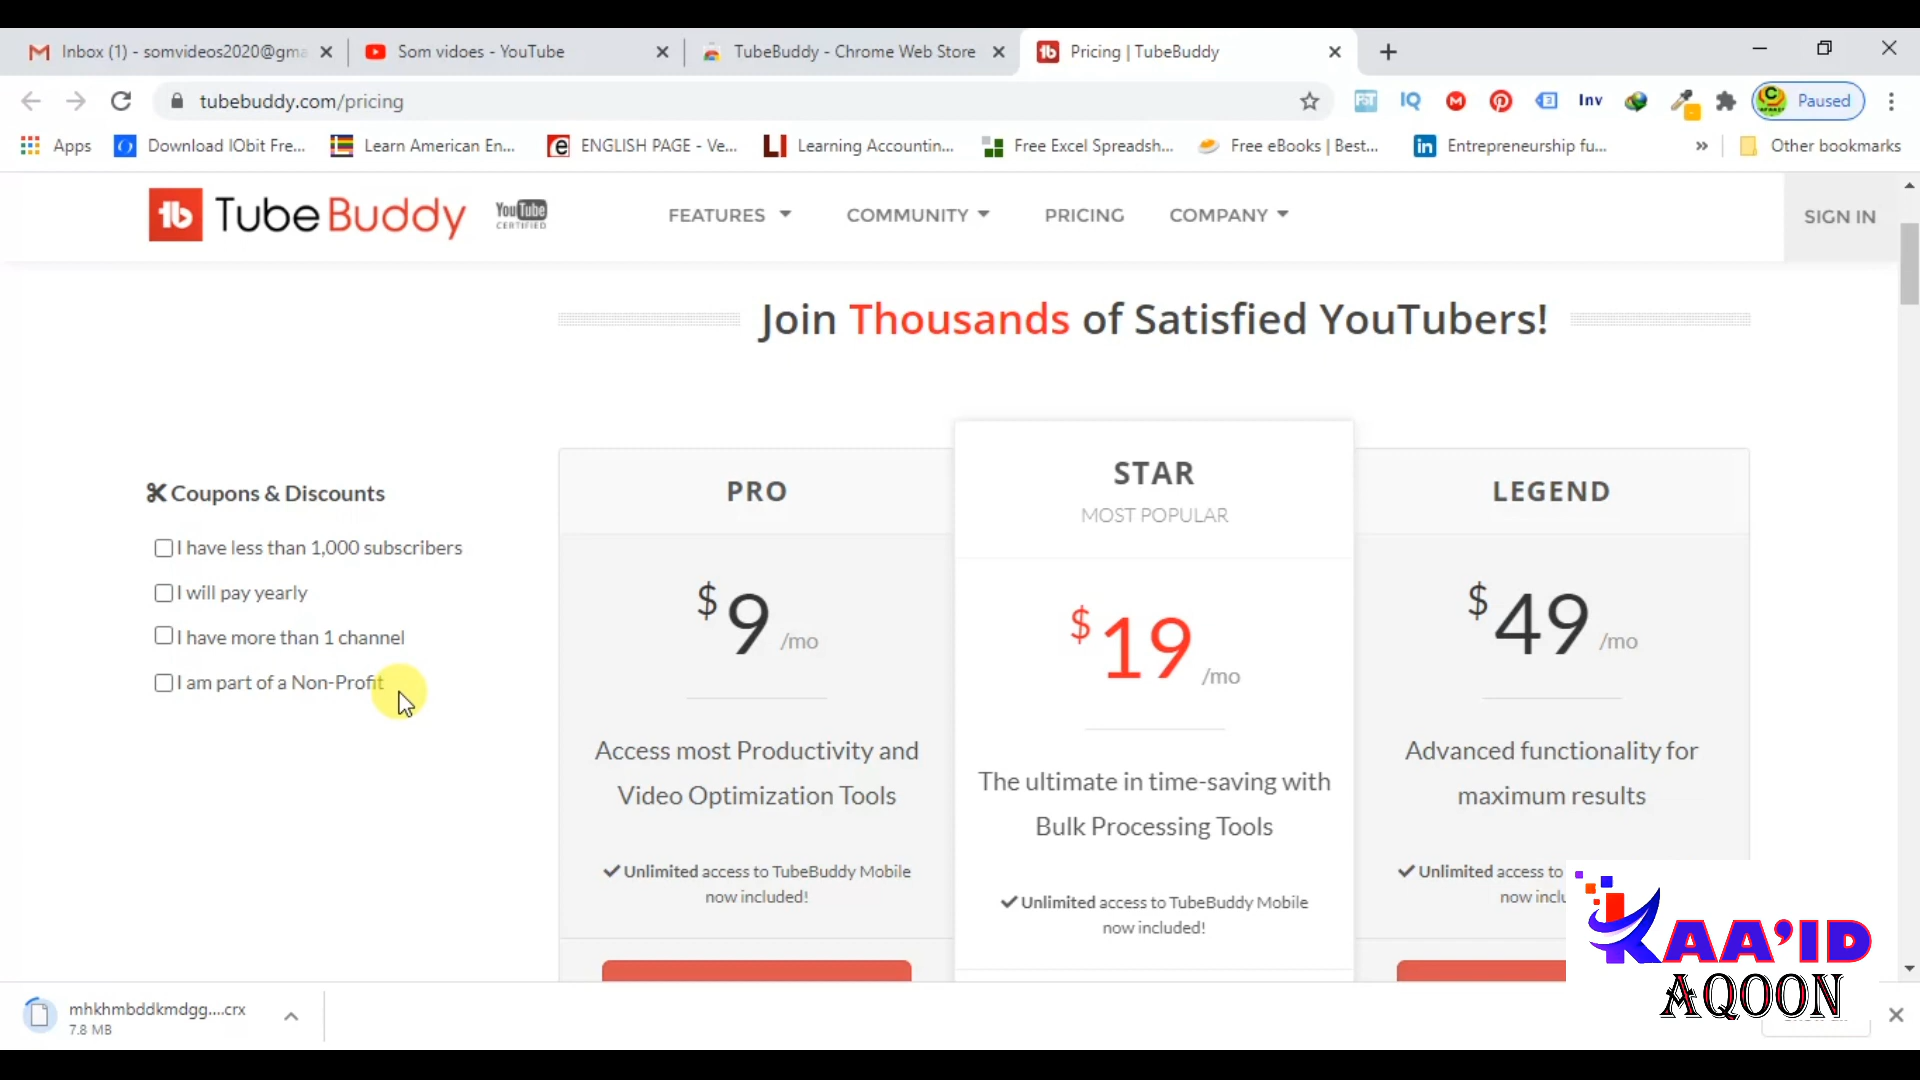 Inbox (1) - somvideos2020@gma
Som vidoes - YouTube
TubeBuddy - Chrome Web Store
Pricing | TubeBuddy
tubebuddy.com/pricing
IQ
Inv
Paused
Apps
Download IObit Fre...
Learn American En...
ENGLISH PAGE - Ve...
Learning Accountin...
Free Excel Spreadsh...
Free eBooks | Best...
Entrepreneurship fu...
Other bookmarks
TubeBuddy
YouTube
CERTIFIED
FEATURES
COMMUNITY
PRICING
COMPANY
SIGN IN
Join Thousands of Satisfied YouTubers!
Coupons & Discounts
I have less than 1,000 subscribers
I will pay yearly
I have more than 1 channel
I am part of a Non-Profit
PRO
$9/mo
Access most Productivity and
Video Optimization Tools
Unlimited access to TubeBuddy Mobile
now included!
STAR
MOST POPULAR
$19/mo
The ultimate in time-saving with
Bulk Processing Tools
Unlimited access to TubeBuddy Mobile
now included!
LEGEND
$49/mo
Advanced functionality for
maximum results
Unlimited access to
now inclu
KAA'ID
AQOON
mhkhmbddkmdgg....crx
7.8 MB